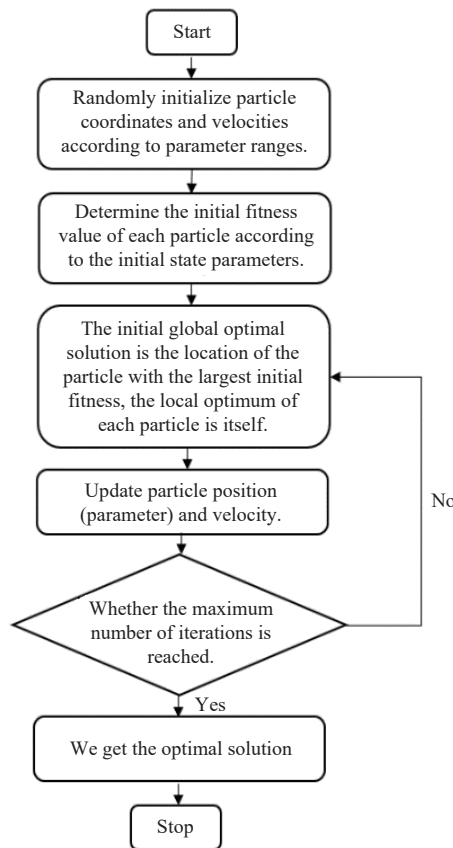 Start
Randomly initialize particle
coordinates and velocities
according to parameter ranges.
Determine the initial fitness
value of each particle according
to the initial state parameters.
The initial global optimal
solution is the location of the
particle with the largest initial
fitness, the local optimum of
each particle is itself.
Update particle position
(parameter) and velocity.
No
Whether the maximum
number of iterations is
reached.
Yes
We get the optimal solution
Stop